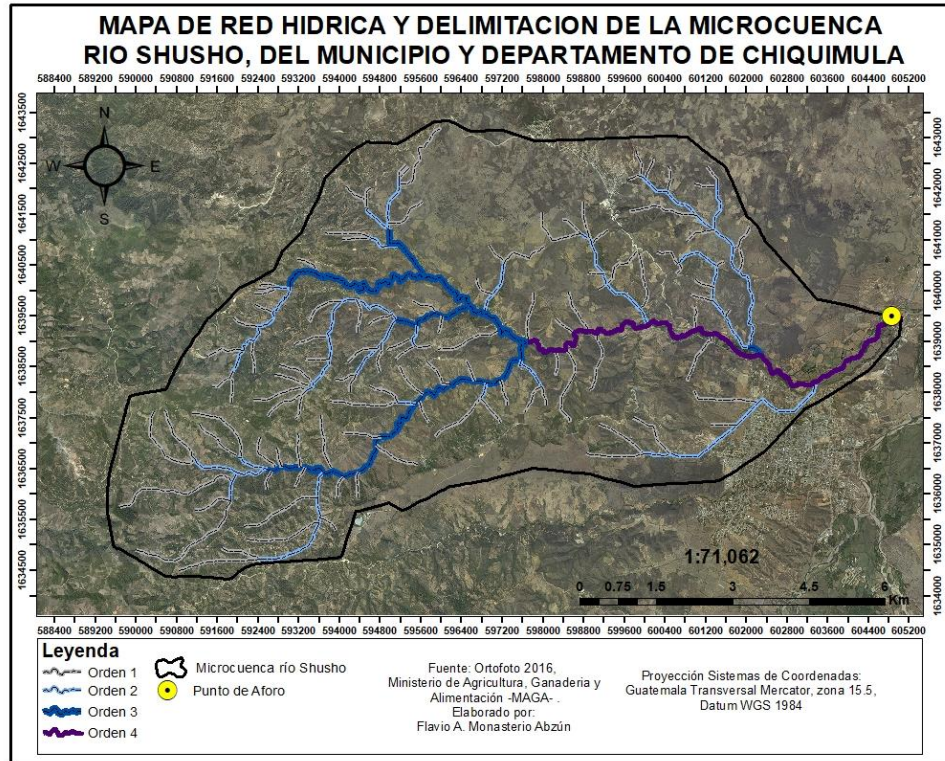 MAPA DE RED HIDRICA Y DELIMITACION DE LA MICROCUENCA
RIO SHUSHO, DEL MUNICIPIO Y DEPARTAMENTO DE CHIQUIMULA
588400 589200 590000 590800 591600 592400 593200 594000 594800 595600 596400 597200 598000 598800 599600 600400 601200 602000 602800 603600 604400 605200
1643500
1642500
1641500
1640500
1639500
1638500
1637500
1636500
1635500
1634500
N
W E
S
1643000
1642000
1641000
1640000
1639000
1638000
1637000
1636000
1635000
1634000
1:71,062
0 0.75 1.5 3 4.5 6
Km
588400 589200 590000 590800 591600 592400 593200 594000 594800 595600 596400 597200 598000 598800 599600 600400 601200 602000 602800 603600 604400 605200
Leyenda
Orden 1
Orden 2
Orden 3
Orden 4
Microcuenca río Shusho
Punto de Aforo
Fuente: Ortofoto 2016,
Ministerio de Agricultura, Ganaderia y
Alimentación -MAGA- .
Elaborado por:
Flavio A. Monasterio Abzún
Proyección Sistemas de Coordenadas:
Guatemala Transversal Mercator, zona 15.5,
Datum WGS 1984